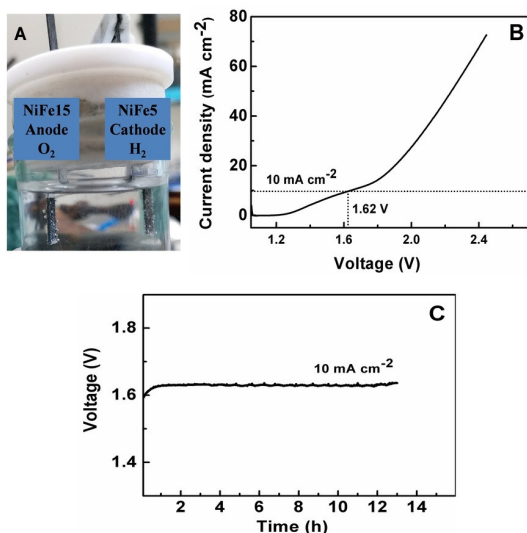 A
NiFe15
Anode
O2
NiFe5
Cathode
H2
B
Current density (mA cm-2)
80
60
40
20
0
10 mA cm-2
1.62 V
1.2
1.6
2.0
2.4
Voltage (V)
C
Voltage (V)
1.8
1.6
1.4
10 mA cm-2
2
4
6
8
10
12
14
Time (h)